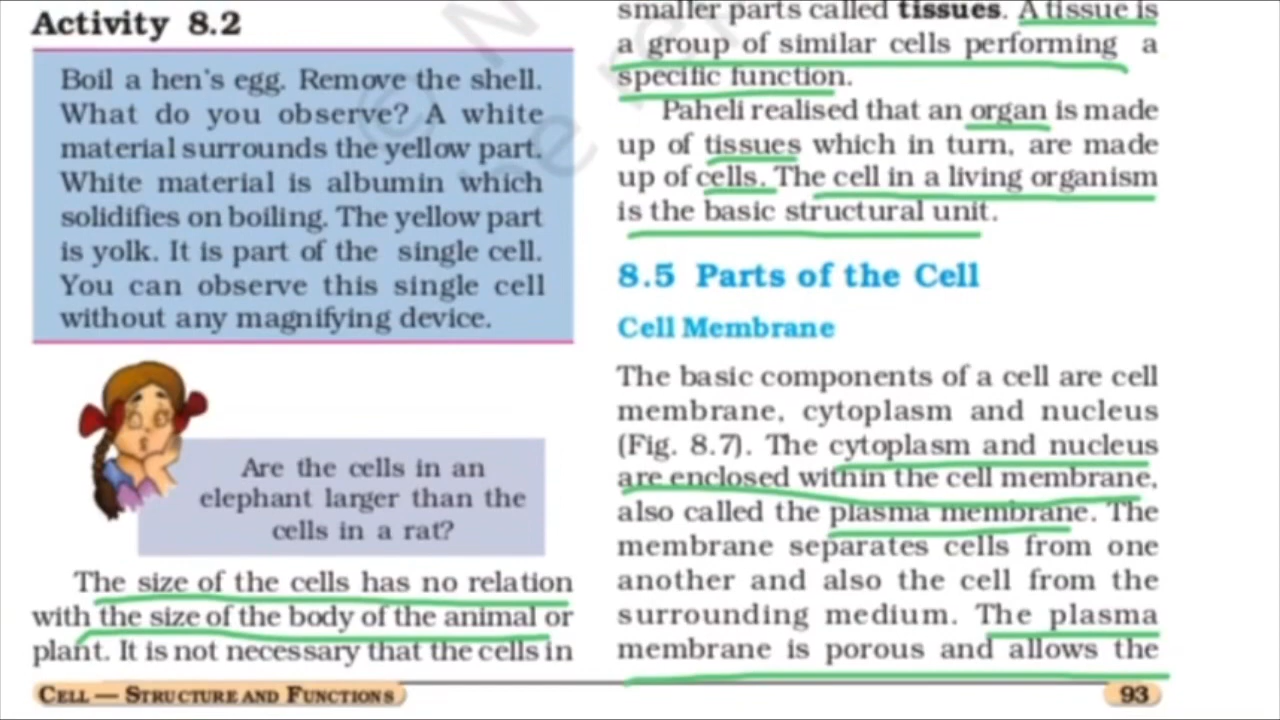 Activity 8.2
Boil a hen's egg. Remove the shell.
What do you observe? A white
material surrounds the yellow part.
White material is albumin which
solidifies on boiling. The yellow part
is yolk. It is part of the single cell.
You can observe this single cell
without any magnifying device.
Are the cells in an
elephant larger than the
cells in a rat?
The size of the cells has no relation
with the size of the body of the animal or
plant. It is not necessary that the cells in
smaller parts called tissues. A tissue is
a group of similar cells performing a
specific function.
Paheli realised that an organ is made
up of tissues which in turn, are made
up of cells. The cell in a living organism
is the basic structural unit.
8.5 Parts of the Cell
Cell Membrane
The basic components of a cell are cell
membrane, cytoplasm and nucleus
(Fig. 8.7). The cytoplasm and nucleus
are enclosed within the cell membrane,
also called the plasma membrane. The
membrane separates cells from one
another and also the cell from the
surrounding medium. The plasma
membrane is porous and allows the
CELL — STRUCTURE AND FUNCTIONS
93